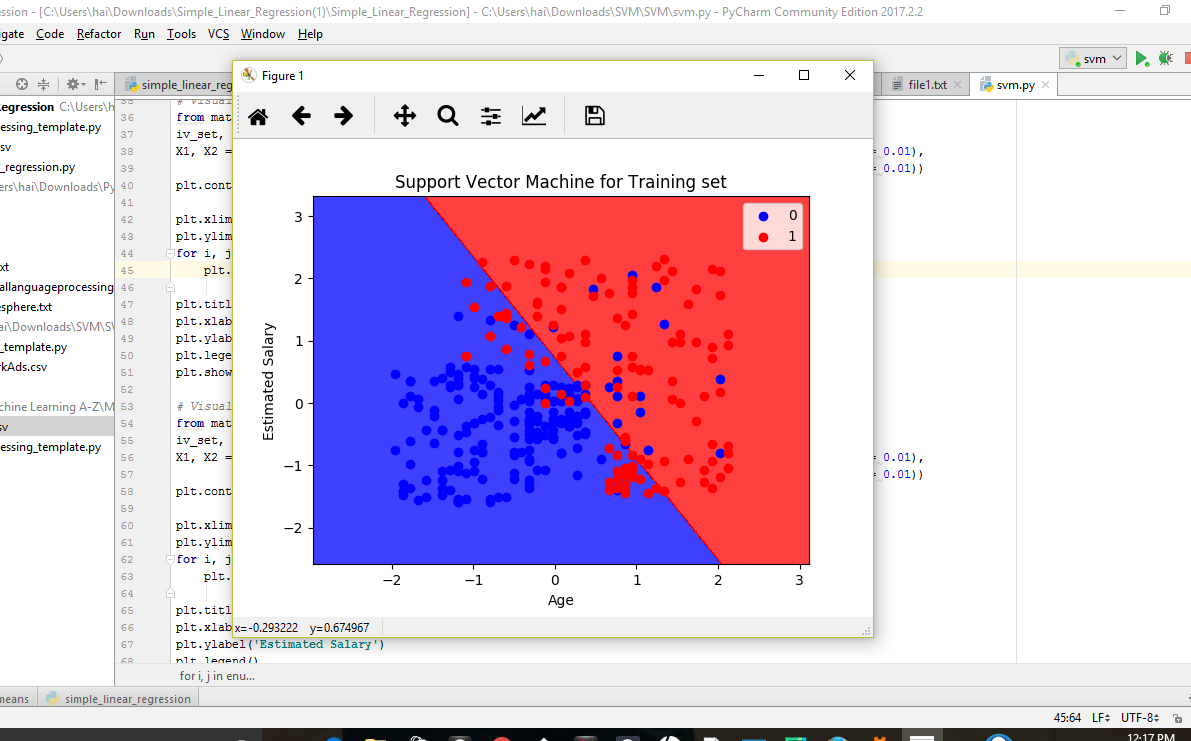 ession - [C:\Users\hai\Downloads\Simple_Linear_Regression(1)\Simple_Linear_Regression] - C:\Users\hai\Downloads\SVM\SVM\svm.py - PyCharm Community Edition 2017.2.2
igate Code Refactor Run Tools VCS Window Help
svm
simple_linear_reg
file1.txt
svm.py
Figure 1
egression C:\Users\h
essing_template.py
sv
_regression.py
ers\hai\Downloads\Py
xt
allanguageprocessing
esphere.txt
ai\Downloads\SVM\S
_template.py
rkAds.csv
chine Learning A-Z\M
sv
essing_template.py
35 # Visual
36 from mat
37 iv_set,
38 X1, X2 = = 0.01),
39 = 0.01))
40 plt.cont
41
42 plt.xlim
43 plt.ylim
44 for i, j
45 plt.
46
47 plt.titl
48 plt.xlab
49 plt.ylab
50 plt.lege
51 plt.show
52
53 # Visual
54 from mat
55 iv_set,
56 X1, X2 = = 0.01),
57 = 0.01))
58 plt.cont
59
60 plt.xlim
61 plt.ylim
62 for i, j
63 plt.
64
65 plt.titl
66 plt.xlab
67 plt.ylabel('Estimated Salary')
68 plt.legend()
Support Vector Machine for Training set
0
1
3
2
1
0
−1
−2
Estimated Salary
−2 −1 0 1 2 3
Age
x=-0.293222 y=0.674967
for i, j in enu...
means simple_linear_regression
45:64 LF÷ UTF-8÷
12:17 PM